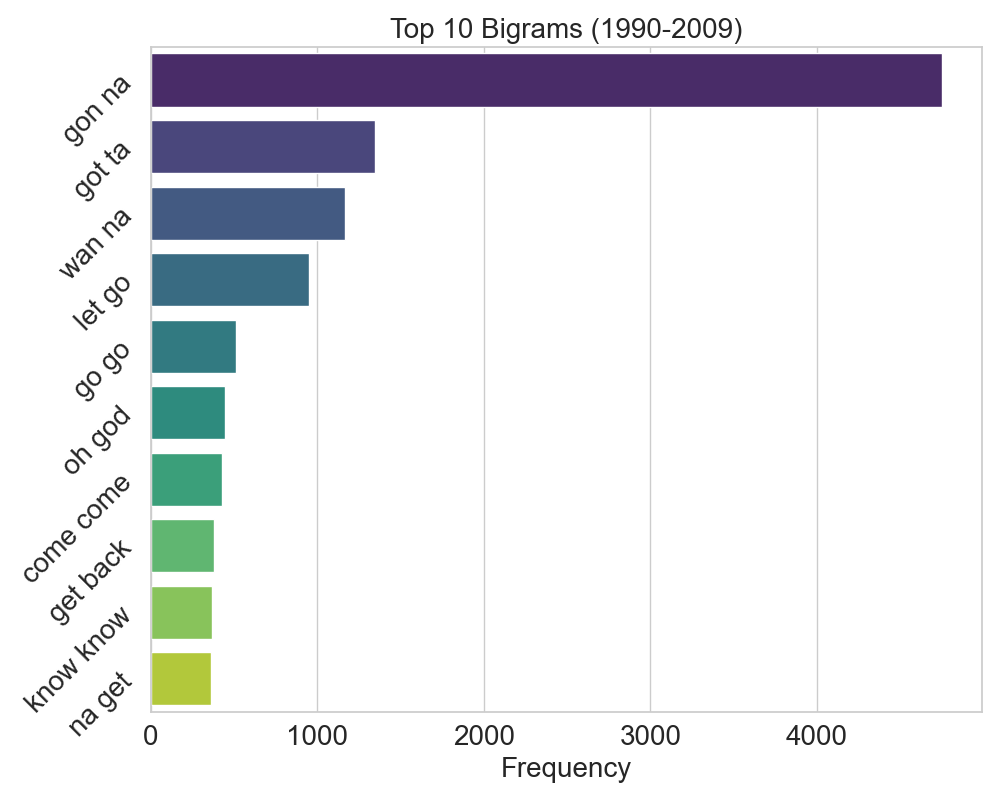 Top 10 Bigrams (1990-2009)
gon na
got ta
wan na
let go
go go
oh god
come come
get back
know know
na get
0 1000 2000 3000 4000
Frequency